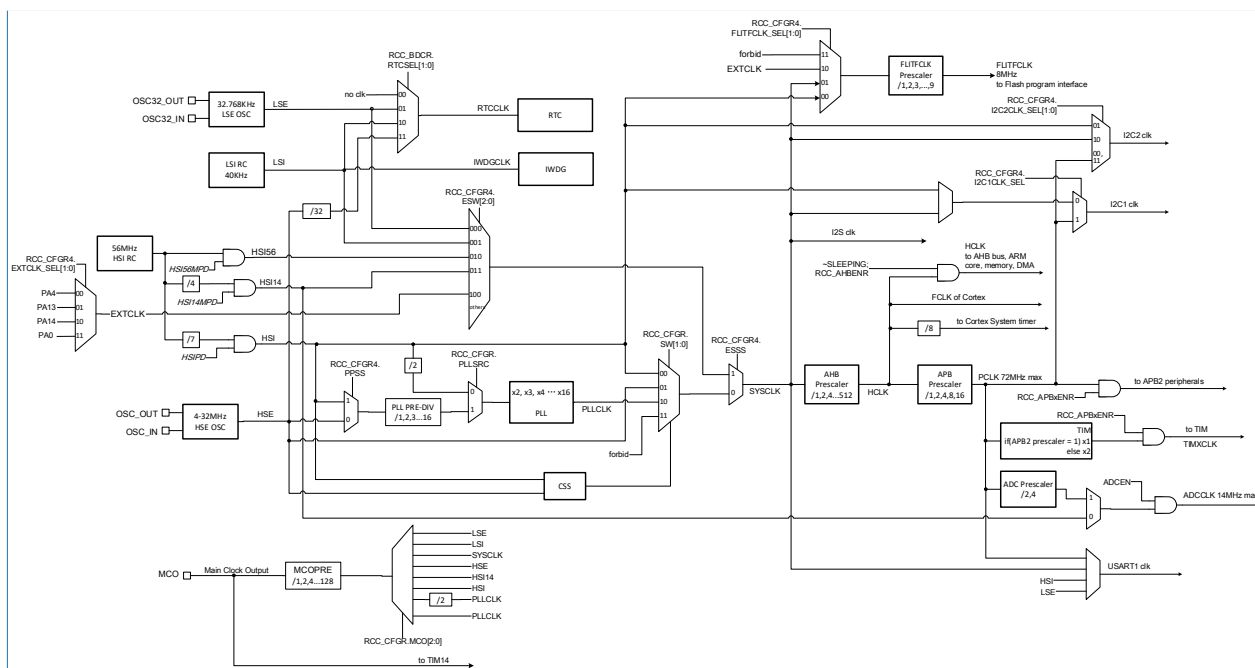 RCC_CFGR4.
FLITFCLK_SEL[1:0]
forbid
11
EXTCLK
10
01
00
FLITFCLK
Prescaler
/1,2,3,...,9
FLITFCLK
8MHz
to Flash program interface
RCC_BDCR.
RTCSEL[1:0]
no clk
00
01
10
11
OSC32_OUT
OSC32_IN
32.768KHz
LSE OSC
LSE
RTCCLK
RTC
RCC_CFGR4.
I2C2CLK_SEL[1:0]
01
10
00,
11
I2C2 clk
LSI RC
40KHz
LSI
IWDGCLK
IWDG
RCC_CFGR4.
I2C1CLK_SEL
0
1
I2C1 clk
/32
RCC_CFGR4.
ESW[2:0]
000
001
010
011
100
others
I2S clk
56MHz
HSI RC
HSI56MPD
HSI56
RCC_CFGR4.
EXTCLK_SEL[1:0]
/4
HSI14MPD
HSI14
PA4
00
PA13
01
PA14
10
PA0
11
EXTCLK
/7
HSIPD
HSI
~SLEEPING;
RCC_AHBENR
HCLK
to AHB bus, ARM
core, memory, DMA
FCLK of Cortex
/8
to Cortex System timer
/2
RCC_CFGR4.
PPSS
1
0
RCC_CFGR.
PLLSRC
0
1
RCC_CFGR.
SW[1:0]
00
01
10
11
RCC_CFGR4.
ESSS
1
0
SYSCLK
AHB
Prescaler
/1,2,4...512
HCLK
APB
Prescaler
/1,2,4,8,16
PCLK 72MHz max
RCC_APBxENR
to APB2 peripherals
OSC_OUT
OSC_IN
4-32MHz
HSE OSC
HSE
PLL PRE-DIV
/1,2,3...16
x2, x3, x4 ··· x16
PLL
PLLCLK
forbid
CSS
RCC_APBxENR
TIM
if(APB2 prescaler = 1) x1
else x2
to TIM
TIMXCLK
ADC Prescaler
/2,4
1
0
ADCEN
ADCCLK 14MHz max
HSI
LSE
USART1 clk
MCO
Main Clock Output
MCOPRE
/1,2,4...128
LSE
LSI
SYSCLK
HSE
HSI14
HSI
/2
PLLCLK
PLLCLK
RCC_CFGR.MCO[2:0]
to TIM14